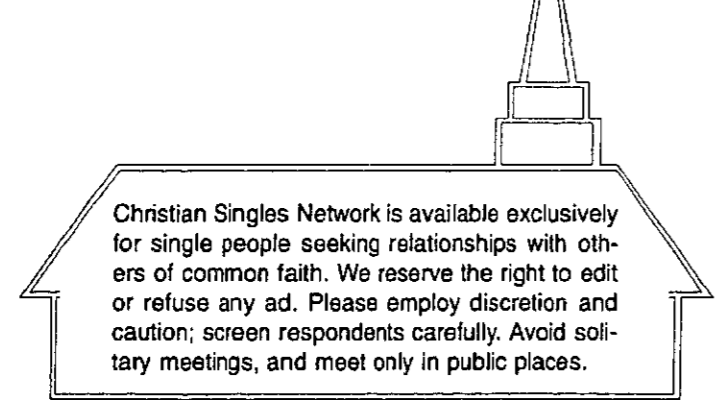 Christian Singles Network is available exclusively
for single people seeking relationships with oth-
ers of common faith. We reserve the right to edit
or refuse any ad. Please employ discretion and
caution; screen respondents carefully. Avoid soli-
tary meetings, and meet only in public places.